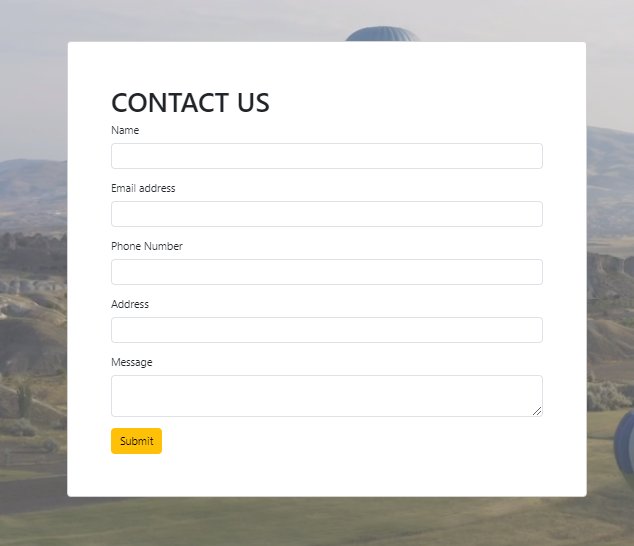 CONTACT US
Name
Email address
Phone Number
Address
Message
Submit